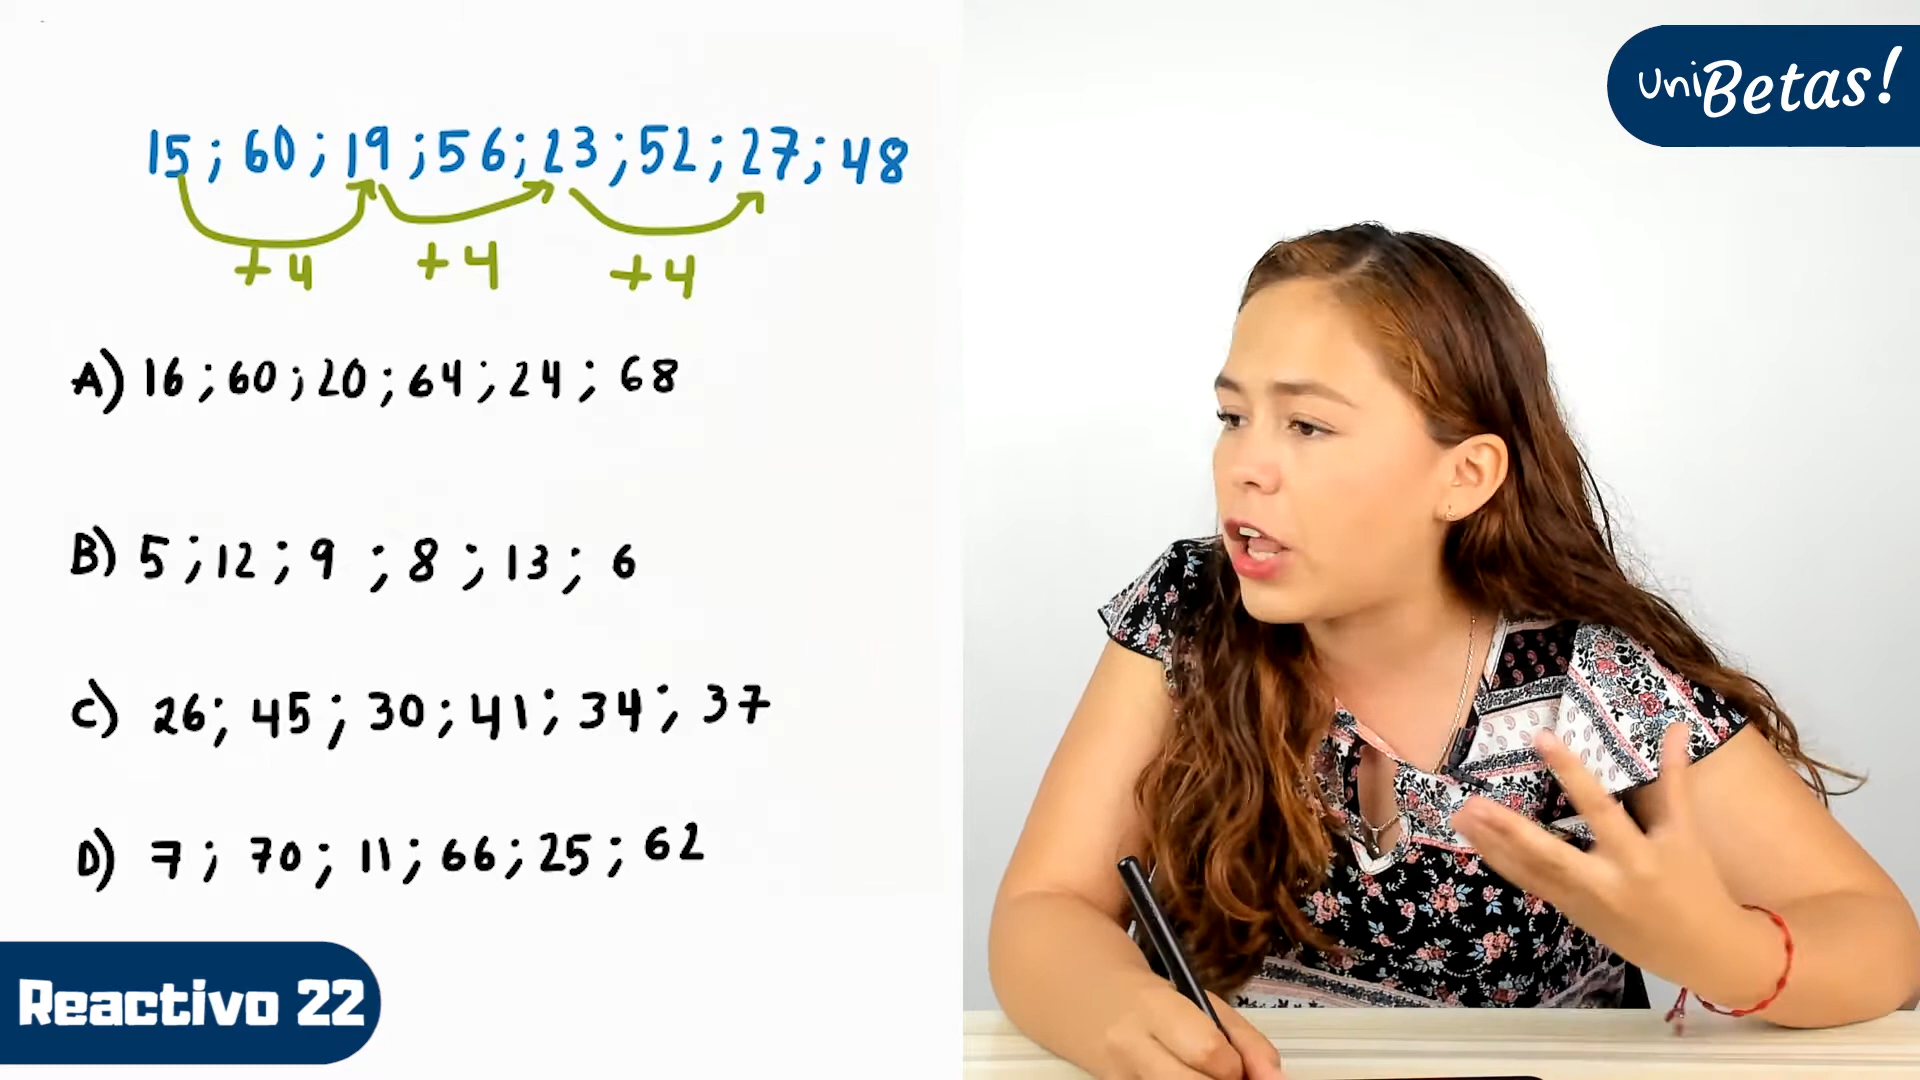 uniBetas!
15; 60; 19; 56; 23; 52; 27; 48
+4 +4 +4
A) 16; 60; 20; 64; 24; 68
B) 5; 12; 9; 8; 13; 6
C) 26; 45; 30; 41; 34; 37
D) 7; 70; 11; 66; 25; 62
Reactivo 22